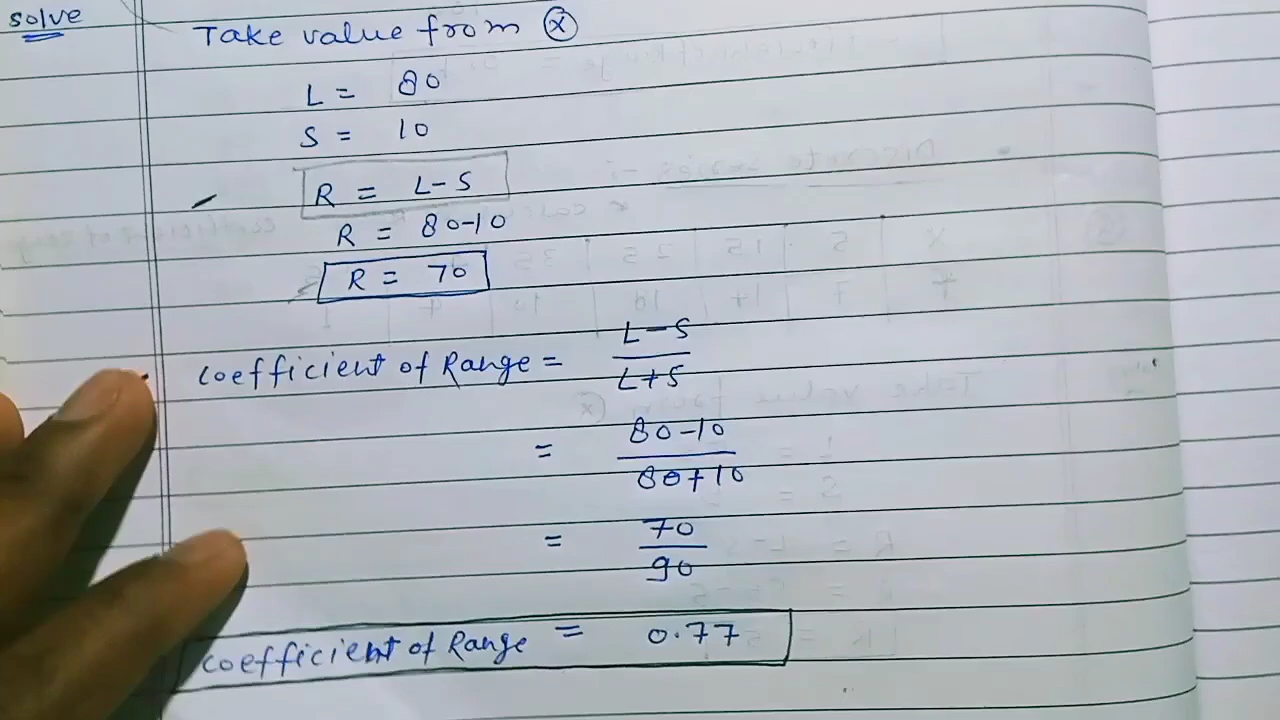 solve
Take value from (x)
L = 80
S = 10
R = L-S
R = 80-10
R = 70
Coefficient of Range = L-S
L+S
= 80-10
80+10
= 70
90
Coefficient of Range = 0.77